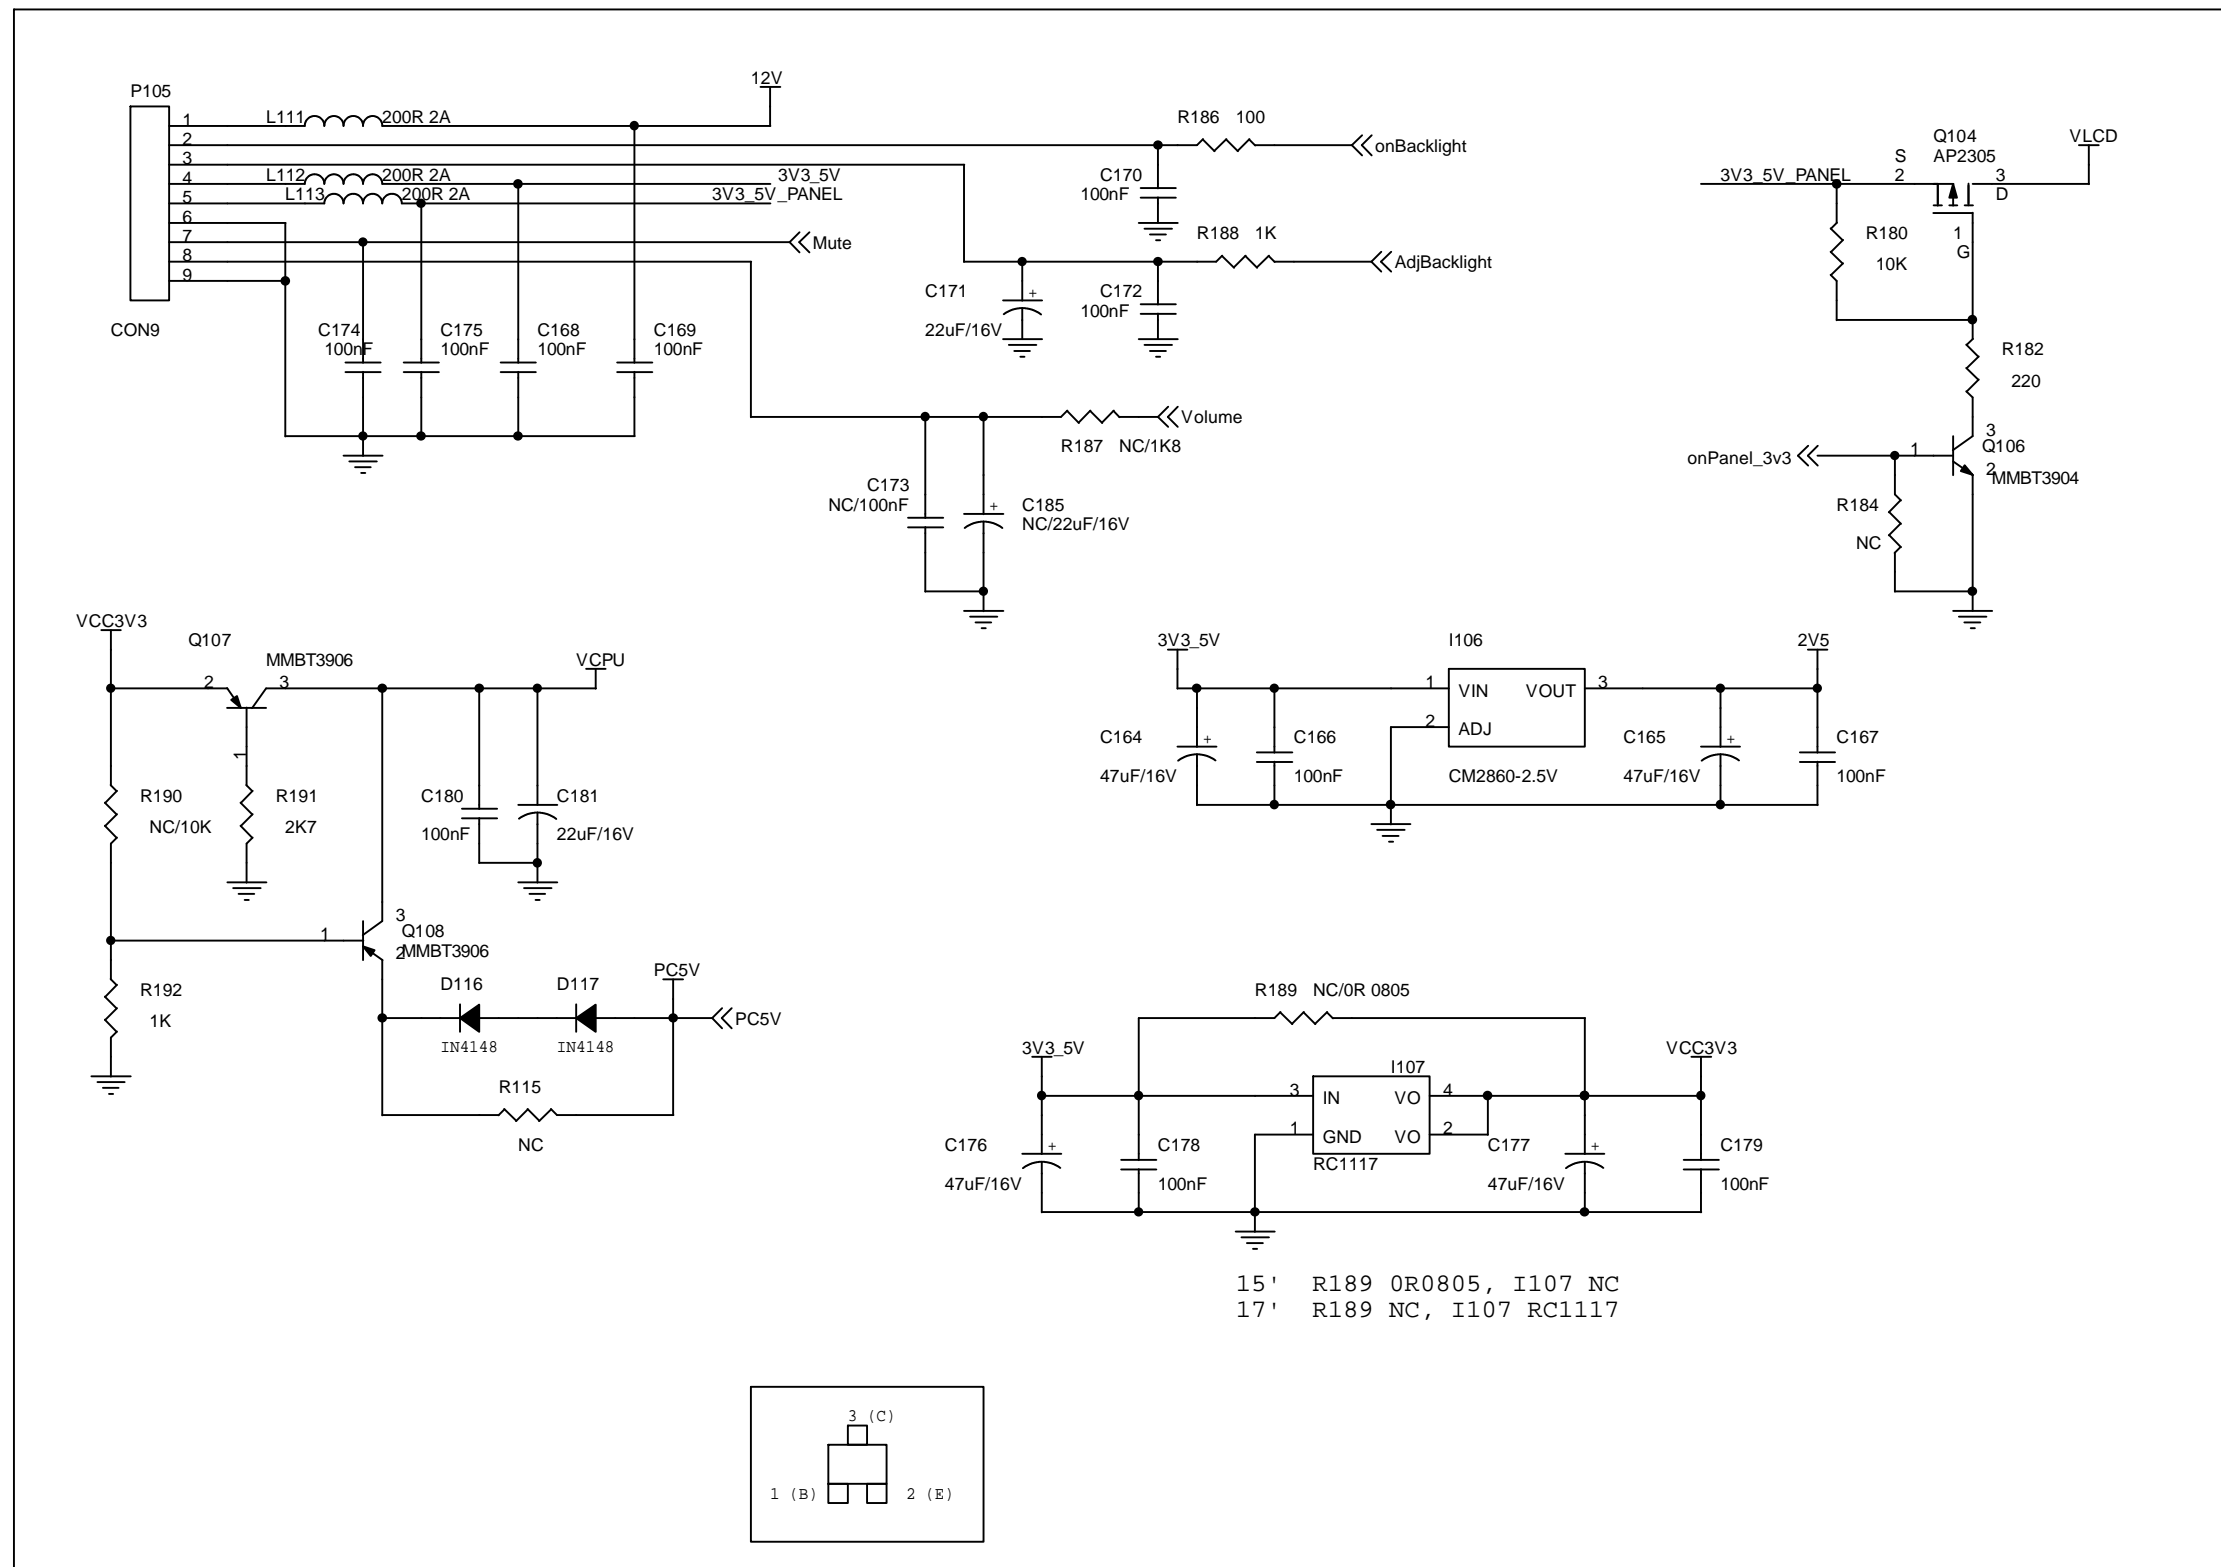 12V
P105
1
L111
200R 2A
2
3
4
L112
200R 2A
3V3_5V
5
L113
200R 2A
3V3_5V_PANEL
6
7
Mute
8
9
CON9
C174
100nF
C175
100nF
C168
100nF
C169
100nF
R186 100
onBacklight
C170
100nF
R188 1K
AdjBacklight
C171
22uF/16V
+
C172
100nF
Volume
R187 NC/1K8
C173
NC/100nF
+
C185
NC/22uF/16V
Q104
AP2305
VLCD
S
2
3V3_5V_PANEL
3
D
R180
10K
1
G
R182
220
3
Q106
1
onPanel_3v3
2
MMBT3904
R184
NC
VCC3V3
Q107
MMBT3906
VCPU
2
3
1
R190
NC/10K
R191
2K7
C180
100nF
C181
22uF/16V
3
Q108
1
2
MMBT3906
R192
1K
D116
D117
PC5V
PC5V
IN4148
IN4148
R115
NC
3V3_5V
I106
2V5
1
VIN
VOUT
3
2
ADJ
C164
47uF/16V
+
C166
100nF
CM2860-2.5V
C165
47uF/16V
+
C167
100nF
R189 NC/0R 0805
3V3_5V
I107
VCC3V3
3
IN
VO
4
1
GND
VO
2
RC1117
C176
47uF/16V
+
C178
100nF
C177
47uF/16V
+
C179
100nF
15' R189 0R0805, I107 NC
17' R189 NC, I107 RC1117
3 (C)
1 (B)
2 (E)